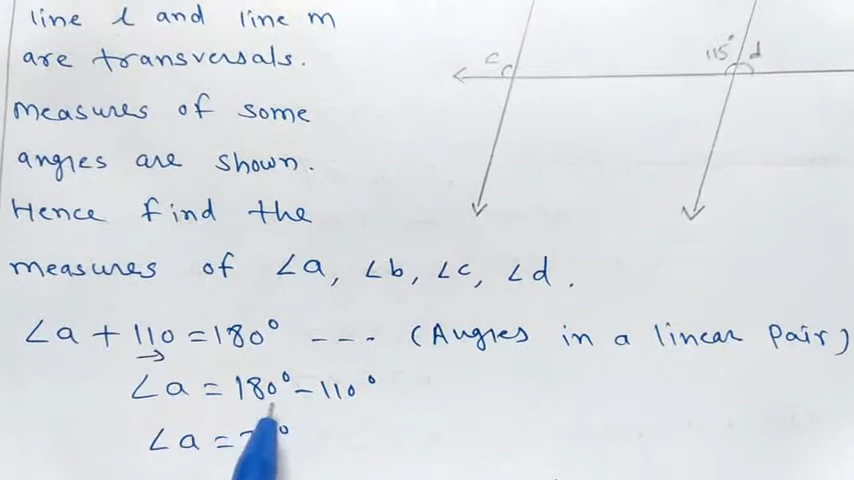 line l and line m
are transversals.
c 115° d
measures of some
angles are shown.
Hence find the
measures of ∠a, ∠b, ∠c, ∠d.
∠a + 110 = 180° --- (Angles in a linear pair)
∠a = 180° - 110°
∠a =